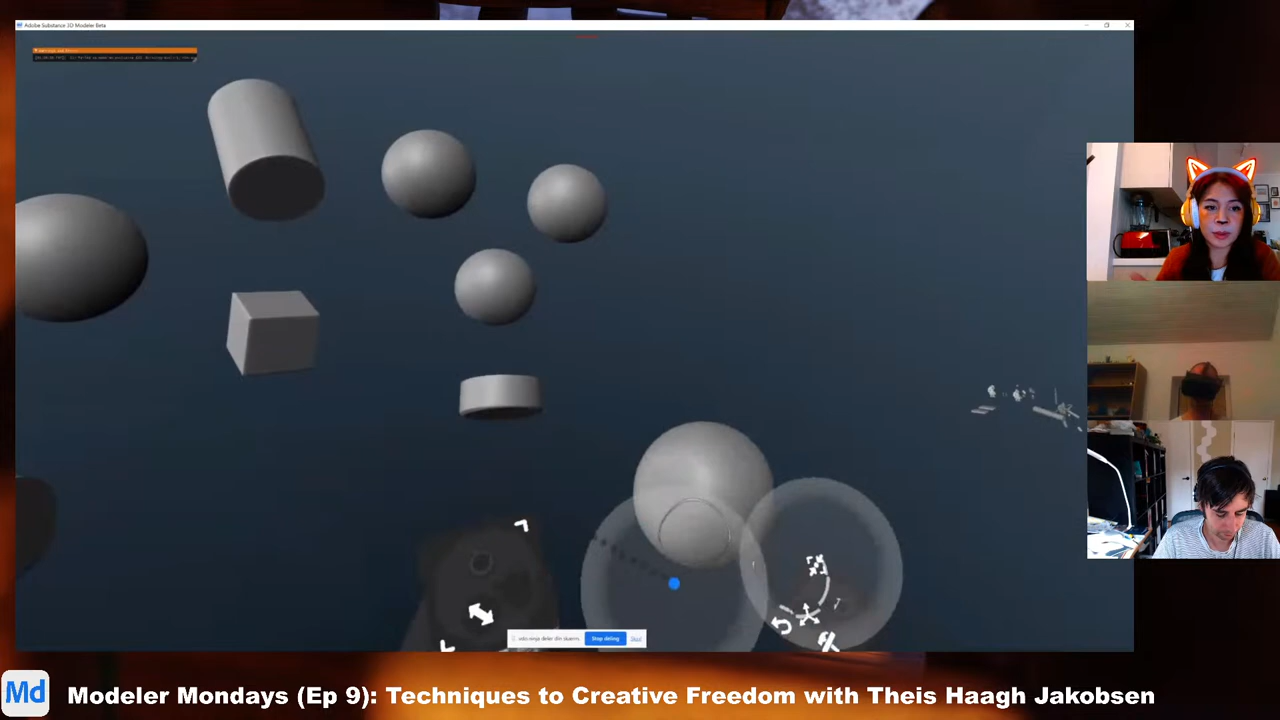 Adobe Substance 3D Modeler Beta
Stop deling
Skjul
Md
Modeler Mondays (Ep 9): Techniques to Creative Freedom with Theis Haagh Jakobsen